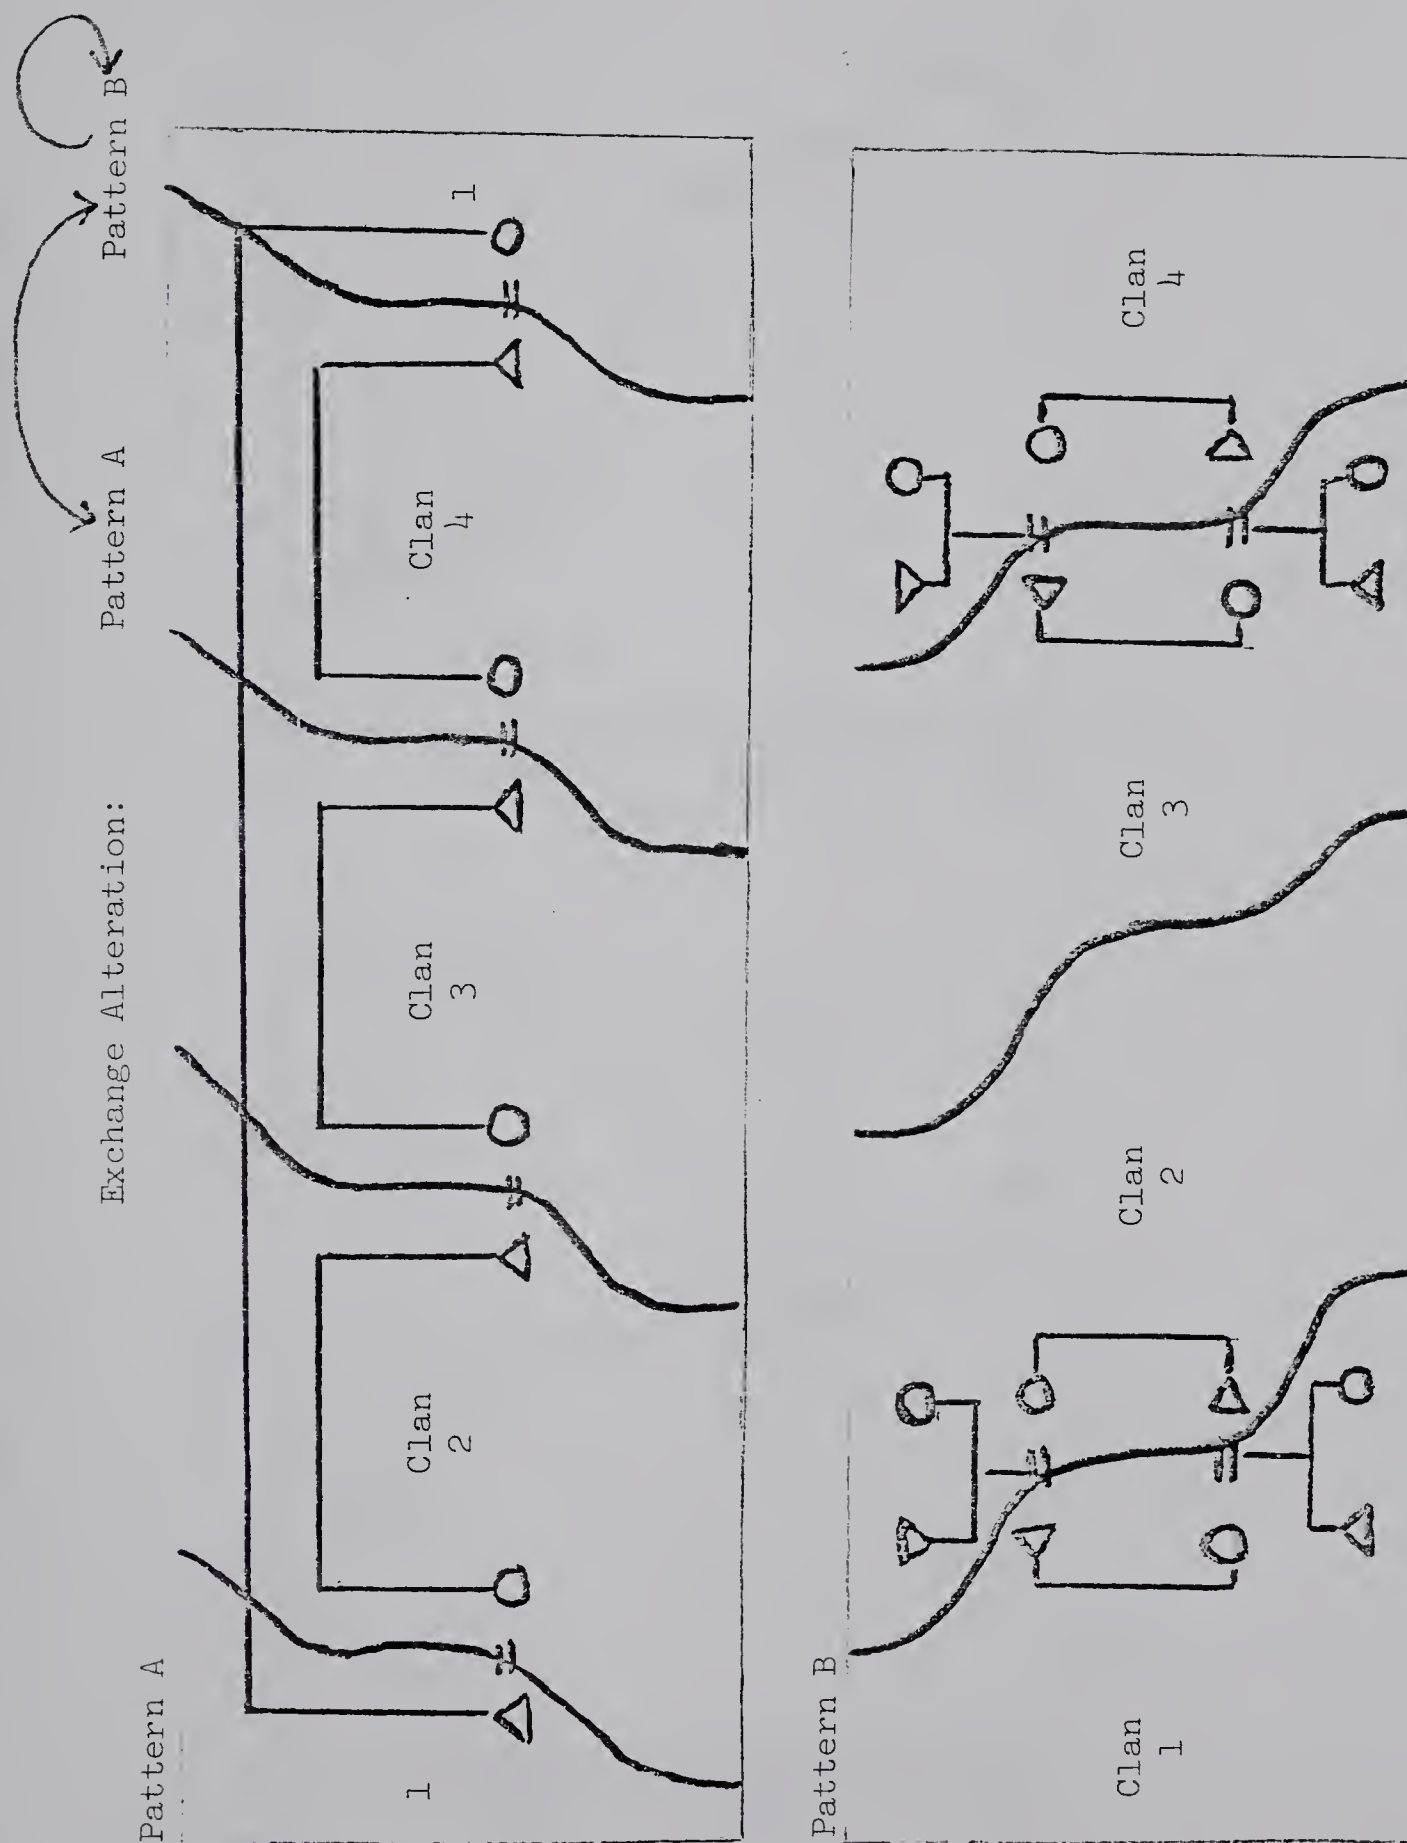 Exchange Alteration: Pattern A Pattern B
Pattern A
1 Clan 2 Clan 3 Clan 4 1
Pattern B
Clan 1 Clan 2 Clan 3 Clan 4